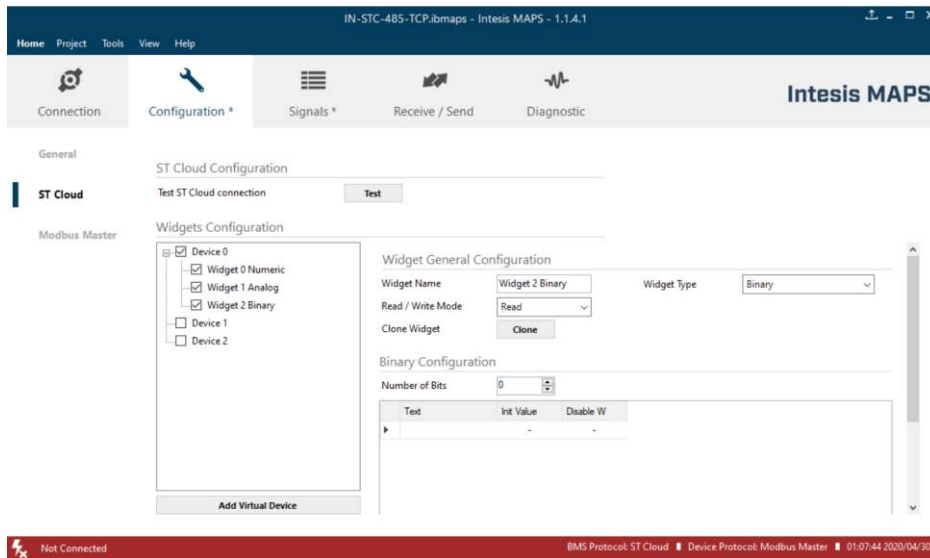 IN-STC-485-TCP.ibmaps - Intesis MAPS - 1.1.4.1
Home Project Tools View Help
Connection Configuration * Signals * Receive / Send Diagnostic
Intesis MAPS
General
ST Cloud
Modbus Master
ST Cloud Configuration
Test ST Cloud connection Test
Widgets Configuration
Device 0
Widget 0 Numeric
Widget 1 Analog
Widget 2 Binary
Device 1
Device 2
Add Virtual Device
Widget General Configuration
Widget Name Widget 2 Binary Widget Type Binary
Read / Write Mode Read
Clone Widget Clone
Binary Configuration
Number of Bits 0
Text Init Value Disable W
- -
Not Connected BMS Protocol: ST Cloud Device Protocol: Modbus Master 01:07:44 2020/04/30